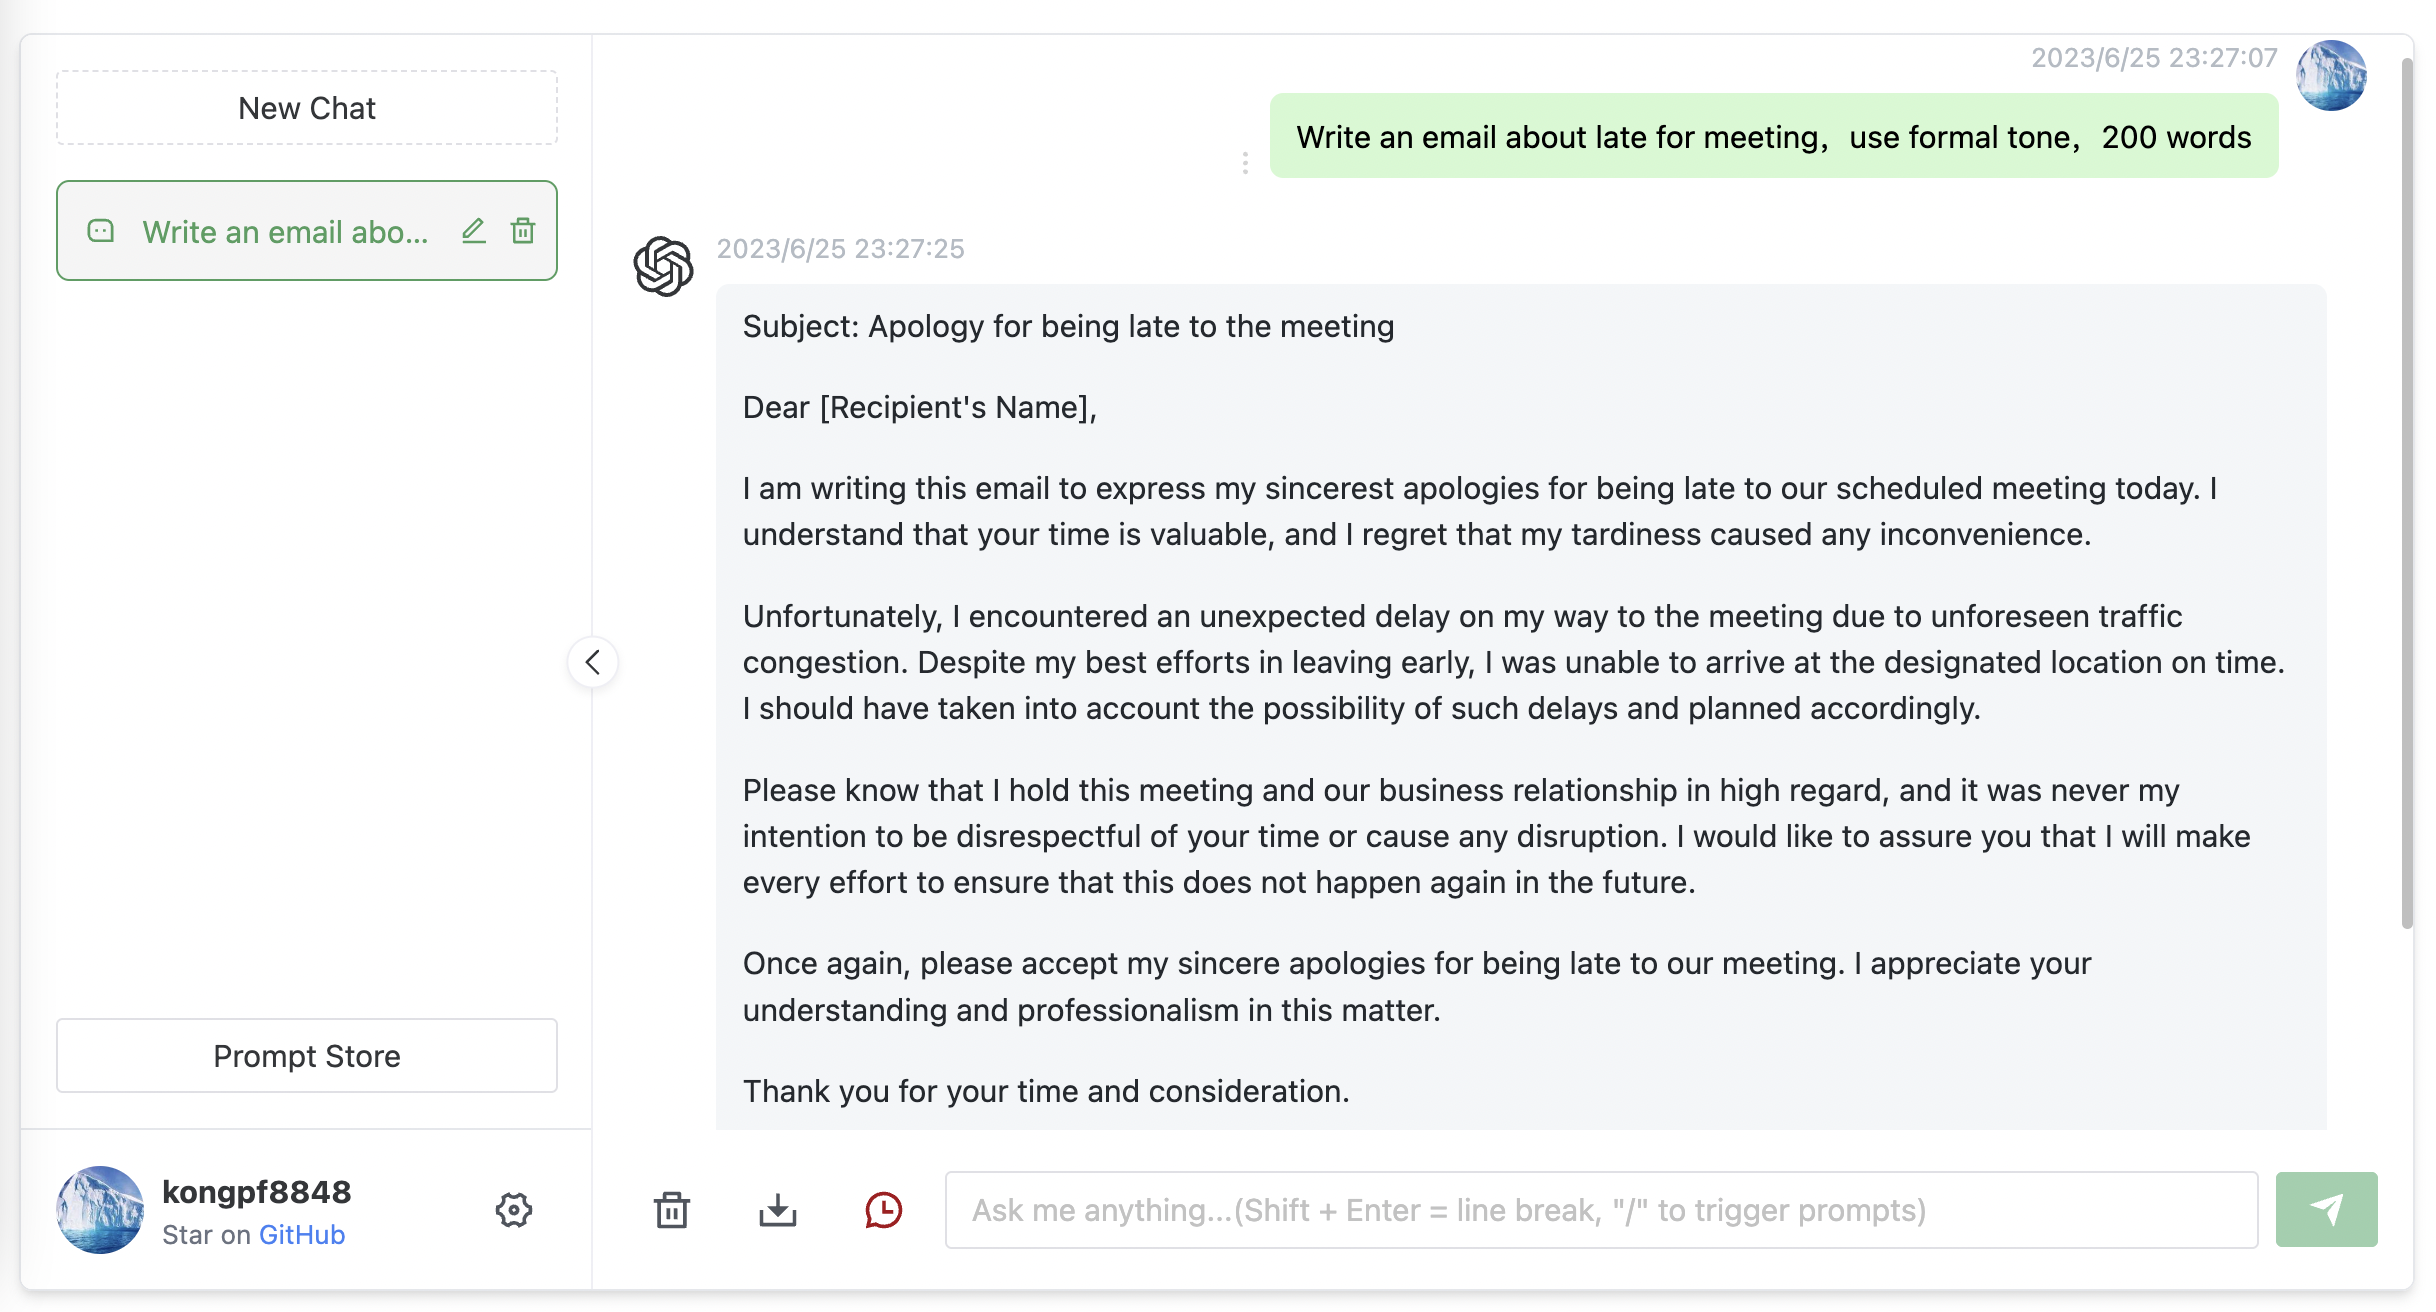 New Chat
Write an email abo...
Prompt Store
kongpf8848
Star on GitHub
2023/6/25 23:27:07
Write an email about late for meeting，use formal tone，200 words
2023/6/25 23:27:25
Subject: Apology for being late to the meeting
Dear [Recipient's Name],
I am writing this email to express my sincerest apologies for being late to our scheduled meeting today. I
understand that your time is valuable, and I regret that my tardiness caused any inconvenience.
Unfortunately, I encountered an unexpected delay on my way to the meeting due to unforeseen traffic
congestion. Despite my best efforts in leaving early, I was unable to arrive at the designated location on time.
I should have taken into account the possibility of such delays and planned accordingly.
Please know that I hold this meeting and our business relationship in high regard, and it was never my
intention to be disrespectful of your time or cause any disruption. I would like to assure you that I will make
every effort to ensure that this does not happen again in the future.
Once again, please accept my sincere apologies for being late to our meeting. I appreciate your
understanding and professionalism in this matter.
Thank you for your time and consideration.
Ask me anything...(Shift + Enter = line break, "/" to trigger prompts)